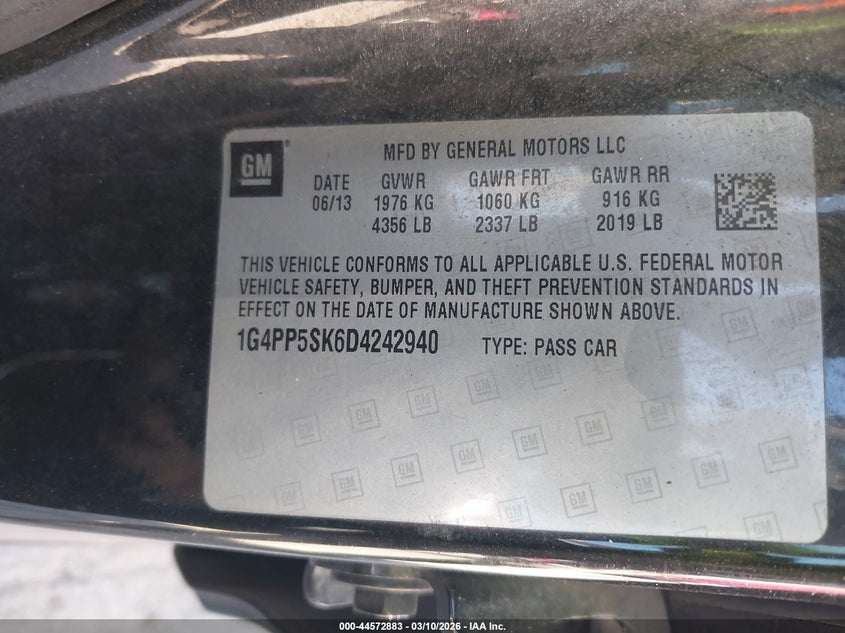 GM
MFD BY GENERAL MOTORS LLC
DATE GVWR GAWR FRT GAWR RR
06/13 1976 KG 1060 KG 916 KG
4356 LB 2337 LB 2019 LB
THIS VEHICLE CONFORMS TO ALL APPLICABLE U.S. FEDERAL MOTOR
VEHICLE SAFETY, BUMPER, AND THEFT PREVENTION STANDARDS IN
EFFECT ON THE DATE OF MANUFACTURE SHOWN ABOVE.
1G4PP5SK6D4242940 TYPE: PASS CAR
000-44572883 - 03/10/2026 - IAA Inc.